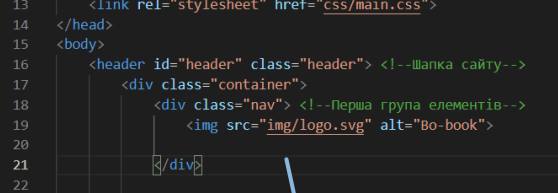 13 <link rel="stylesheet" href="css/main.css">
14 </head>
15 <body>
16 <header id="header" class="header"> <!--Шапка сайту-->
17 <div class="container">
18 <div class="nav"> <!--Перша група елементів-->
19 <img src="img/logo.svg" alt="Bo-book">
20
21 </div>
22